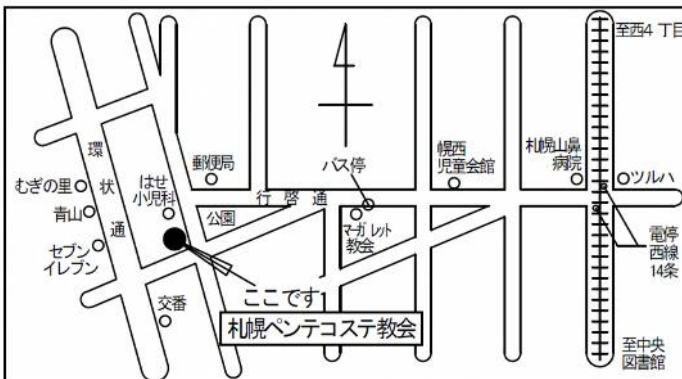 至西4 丁目
環状通
郵便局
バス停
幌西
児童会館
札幌山鼻
病院
ツルハ
むぎの里
はせ
小児科
行啓通
青山
公園
マーガレット
教会
セブン
イレブン
電停
西線
14条
ここです
交番
札幌ペンテコステ教会
至中央
図書館